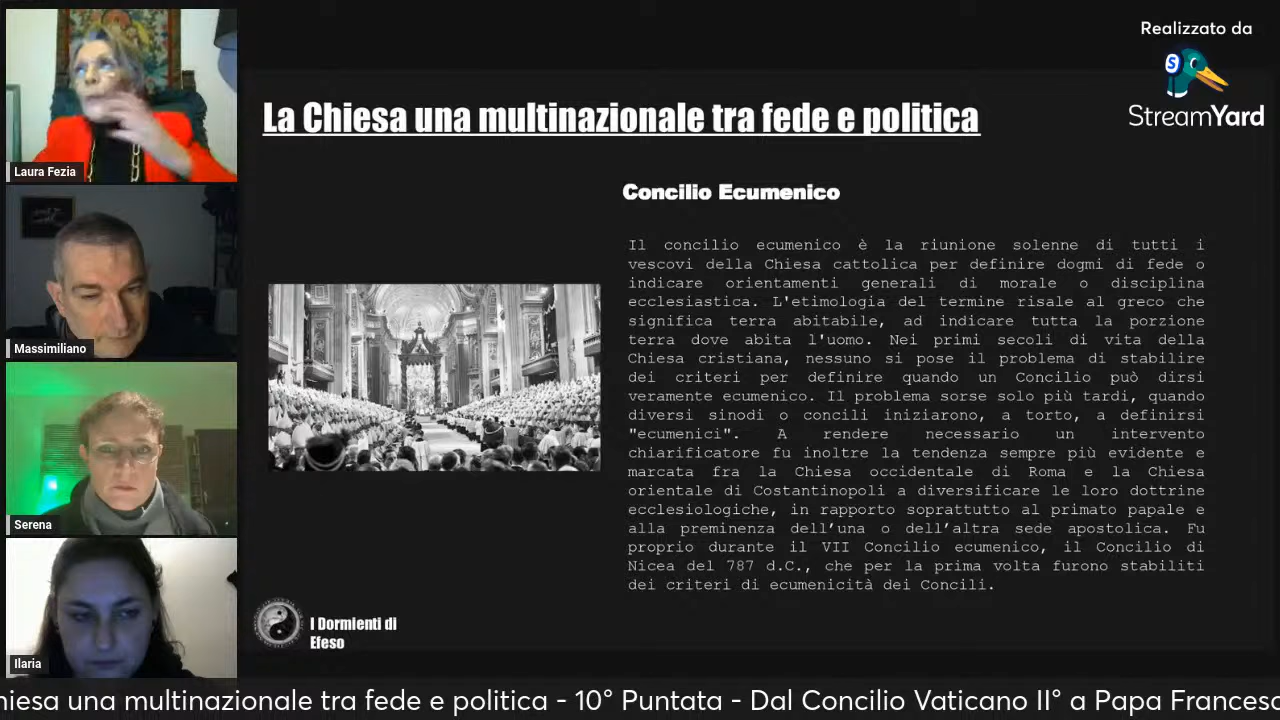 Realizzato da
S
StreamYard
La Chiesa una multinazionale tra fede e politica
Concilio Ecumenico
Il concilio ecumenico è la riunione solenne di tutti i
vescovi della Chiesa cattolica per definire dogmi di fede o
indicare orientamenti generali di morale o disciplina
ecclesiastica. L'etimologia del termine risale al greco che
significa terra abitabile, ad indicare tutta la porzione
terra dove abita l'uomo. Nei primi secoli di vita della
Chiesa cristiana, nessuno si pose il problema di stabilire
dei criteri per definire quando un Concilio può dirsi
veramente ecumenico. Il problema sorse solo più tardi, quando
diversi sinodi o concili iniziarono, a torto, a definirsi
"ecumenici". A rendere necessario un intervento
chiarificatore fu inoltre la tendenza sempre più evidente e
marcata fra la Chiesa occidentale di Roma e la Chiesa
orientale di Costantinopoli a diversificare le loro dottrine
ecclesiologiche, in rapporto soprattutto al primato papale e
alla preminenza dell’una o dell’altra sede apostolica. Fu
proprio durante il VII Concilio ecumenico, il Concilio di
Nicea del 787 d.C., che per la prima volta furono stabiliti
dei criteri di ecumenicità dei Concili.
I Dormienti di
Efeso
Laura Fezia
Massimiliano
Serena
Ilaria
hiesa una multinazionale tra fede e politica - 10° Puntata - Dal Concilio Vaticano II° a Papa Francesc